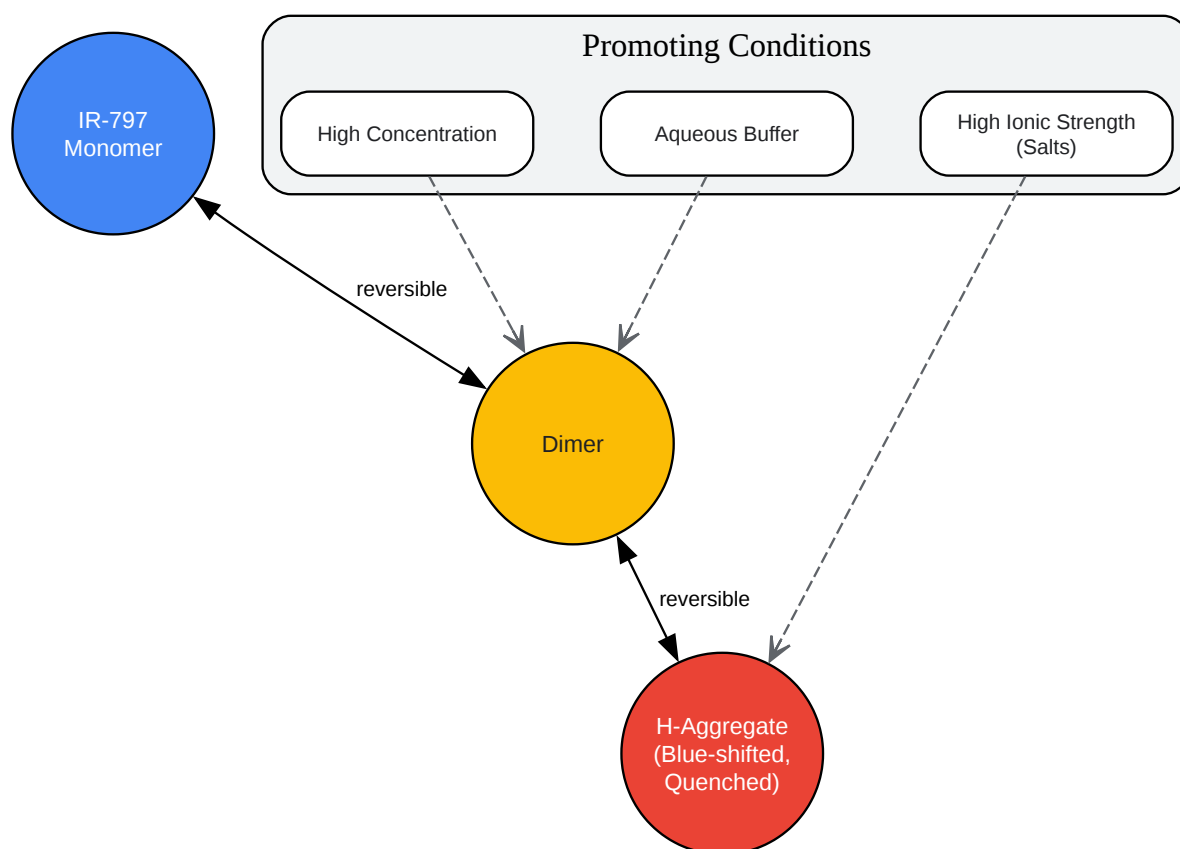 Promoting Conditions
IR-797
Monomer
High Concentration
Aqueous Buffer
High Ionic Strength
(Salts)
reversible
Dimer
reversible
H-Aggregate
(Blue-shifted,
Quenched)